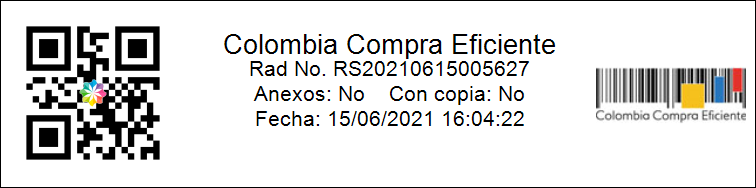 Colombia Compra Eficiente
Rad No. RS20210615005627
Anexos: No    Con copia: No
Fecha: 15/06/2021 16:04:22
Colombia Compra Eficiente